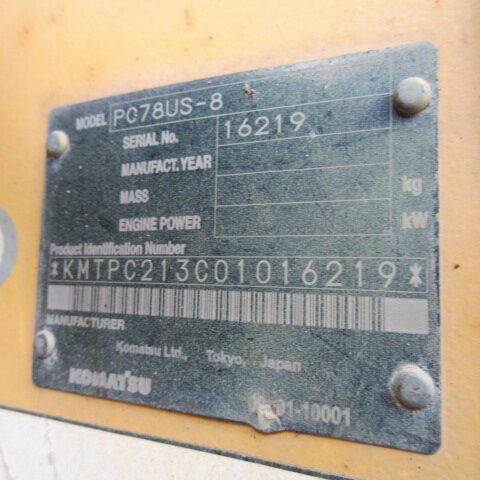 MODEL PC78US-8
SERIAL No. 16219
MANUFACT. YEAR
MASS kg
ENGINE POWER kW
Product Identification Number
*KMTPC213C01016219*
MANUFACTURER
Komatsu Ltd., Tokyo, Japan
KOMATSU